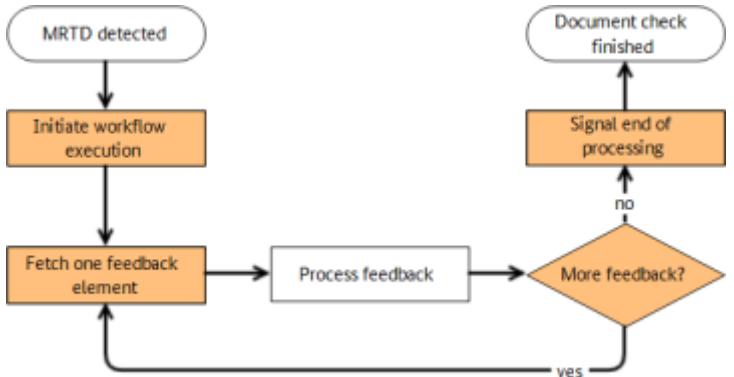 MRTD detected
Initiate workflow
execution
Fetch one feedback
element
Process feedback
More feedback?
yes
no
Signal end of
processing
Document check
finished